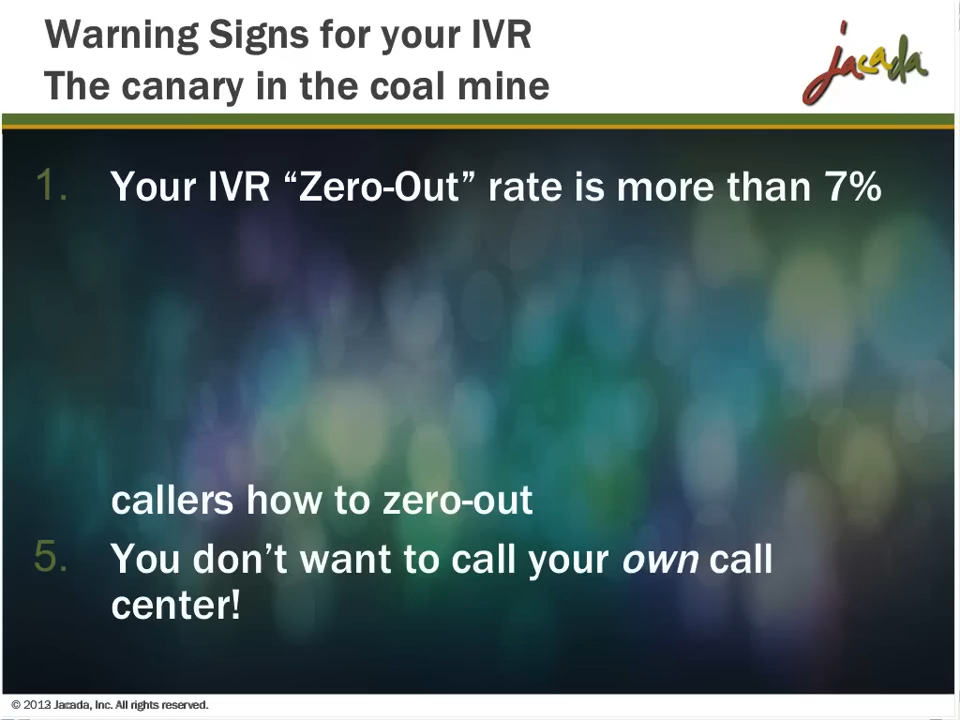 Warning Signs for your IVR
The canary in the coal mine
jacada
1. Your IVR “Zero-Out” rate is more than 7%
callers how to zero-out
5. You don’t want to call your own call
center!
© 2013 Jacada, Inc. All rights reserved.